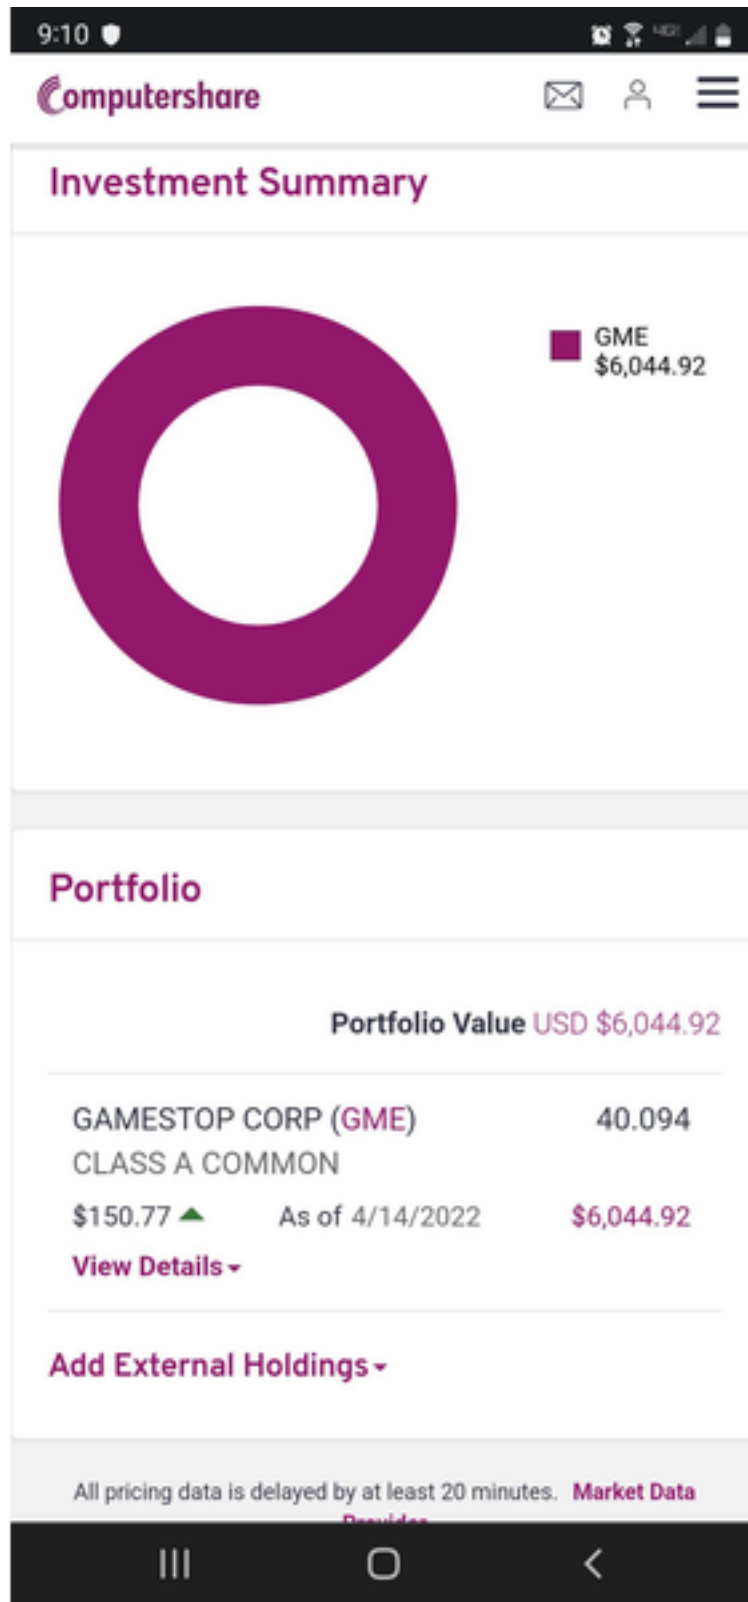 9:10
Computershare
Investment Summary
GME
$6,044.92
Portfolio
Portfolio Value USD $6,044.92
GAMESTOP CORP (GME) 40.094
CLASS A COMMON
$150.77 As of 4/14/2022 $6,044.92
View Details
Add External Holdings
All pricing data is delayed by at least 20 minutes. Market Data
Provider